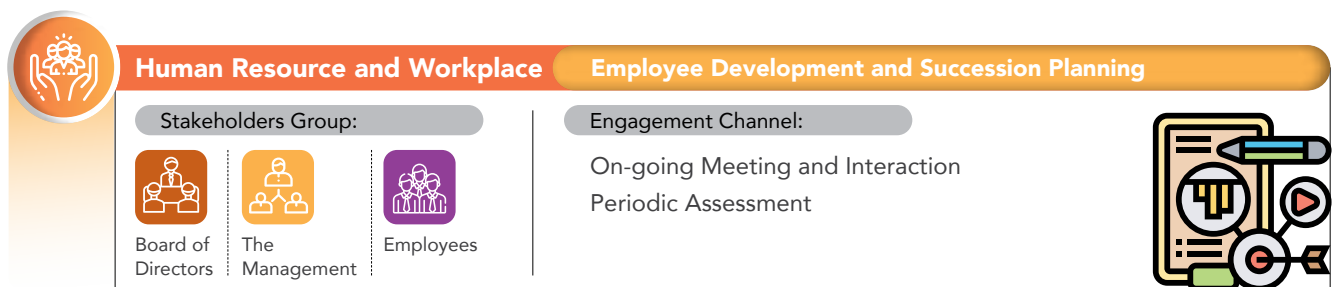 Human Resource and Workplace
Employee Development and Succession Planning
Stakeholders Group:
Board of
Directors
The
Management
Employees
Engagement Channel:
On-going Meeting and Interaction
Periodic Assessment